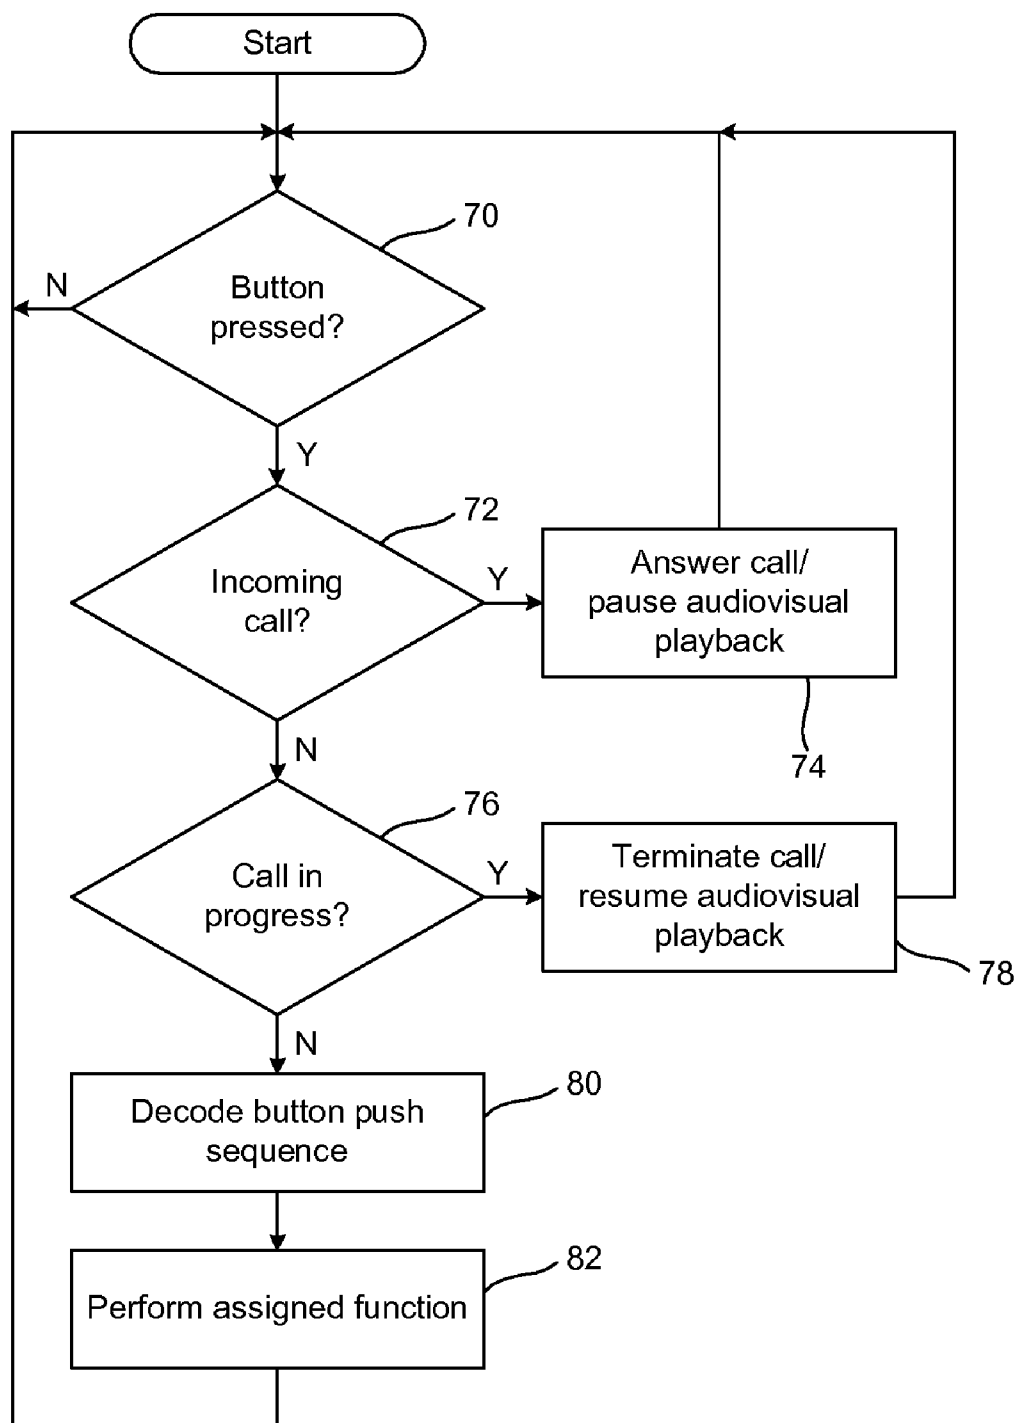 Start
70
N
Button
pressed?
Y
72
Incoming
call?
Y
Answer call/
pause audiovisual
playback
74
N
76
Call in
progress?
Y
Terminate call/
resume audiovisual
playback
78
N
80
Decode button push
sequence
82
Perform assigned function